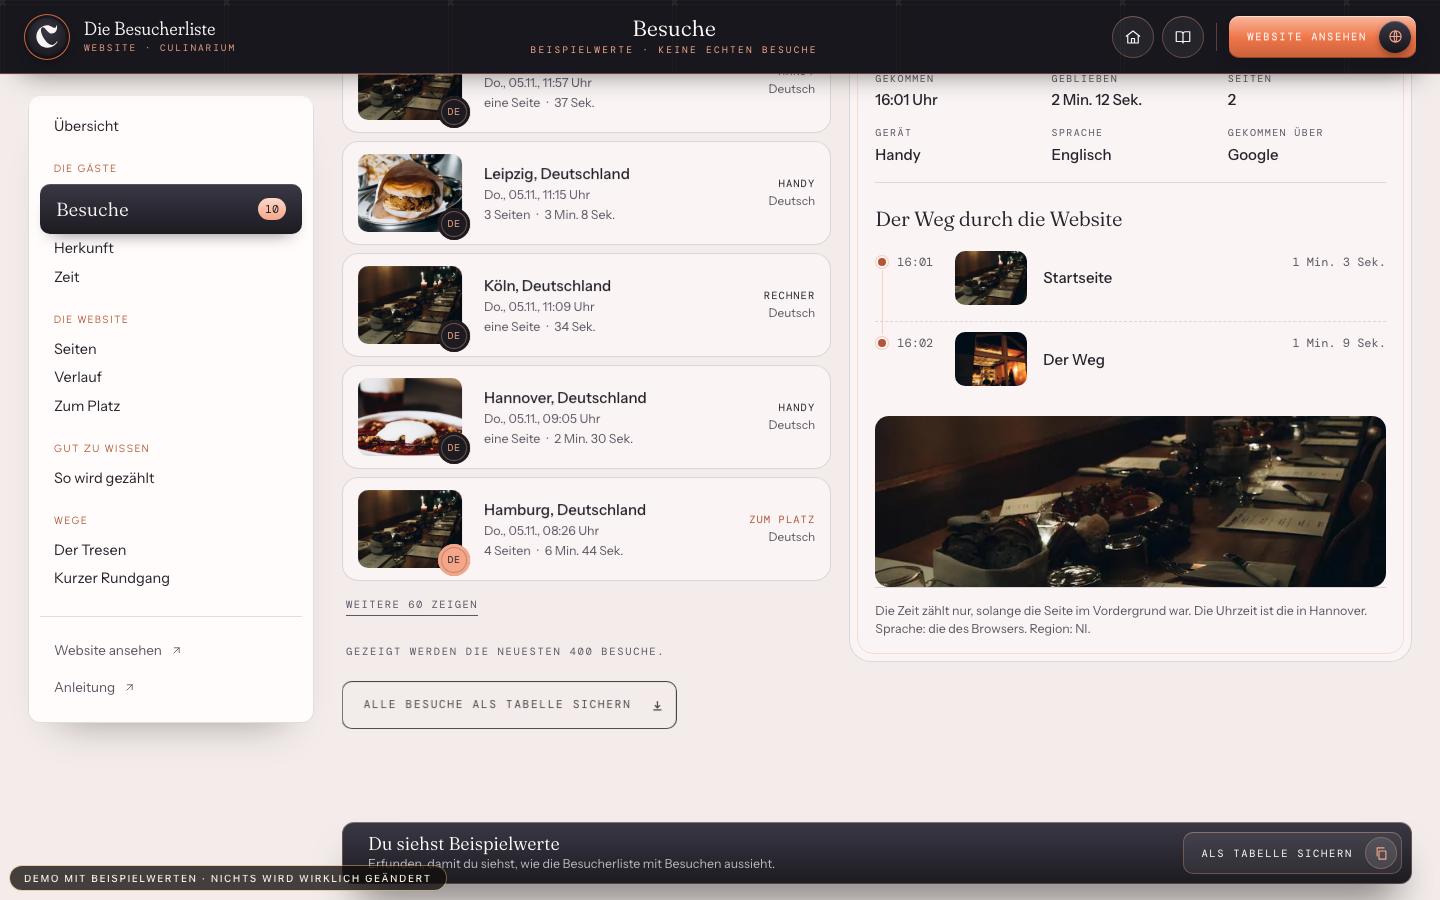 Die Besucherliste
WEBSITE · CULINARIUM
Besuche
BEISPIELWERTE · KEINE ECHTEN BESUCHE
WEBSITE ANSEHEN
Übersicht
DIE GÄSTE
Besuche 10
Herkunft
Zeit
DIE WEBSITE
Seiten
Verlauf
Zum Platz
GUT ZU WISSEN
So wird gezählt
WEGE
Der Tresen
Kurzer Rundgang
Website ansehen
Anleitung
Do., 05.11., 11:57 Uhr
eine Seite · 37 Sek.
DE
Deutsch
Leipzig, Deutschland
Do., 05.11., 11:15 Uhr
3 Seiten · 3 Min. 8 Sek.
DE
HANDY
Deutsch
Köln, Deutschland
Do., 05.11., 11:09 Uhr
eine Seite · 34 Sek.
DE
RECHNER
Deutsch
Hannover, Deutschland
Do., 05.11., 09:05 Uhr
eine Seite · 2 Min. 30 Sek.
DE
HANDY
Deutsch
Hamburg, Deutschland
Do., 05.11., 08:26 Uhr
4 Seiten · 6 Min. 44 Sek.
DE
ZUM PLATZ
Deutsch
WEITERE 60 ZEIGEN
GEZEIGT WERDEN DIE NEUESTEN 400 BESUCHE.
ALLE BESUCHE ALS TABELLE SICHERN
GEKOMMEN GEBLIEBEN SEITEN
16:01 Uhr 2 Min. 12 Sek. 2
GERÄT SPRACHE GEKOMMEN ÜBER
Handy Englisch Google
Der Weg durch die Website
16:01 Startseite 1 Min. 3 Sek.
16:02 Der Weg 1 Min. 9 Sek.
Die Zeit zählt nur, solange die Seite im Vordergrund war. Die Uhrzeit ist die in Hannover.
Sprache: die des Browsers. Region: NI.
Du siehst Beispielwerte
Erfunden, damit du siehst, wie die Besucherliste mit Besuchen aussieht.
ALS TABELLE SICHERN
DEMO MIT BEISPIELWERTEN · NICHTS WIRD WIRKLICH GEÄNDERT